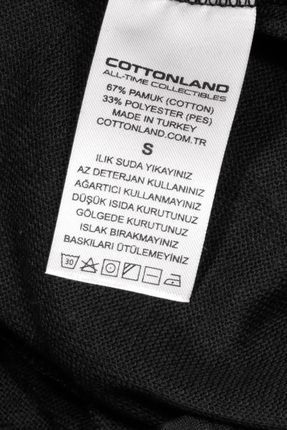 COTTONLAND
ALL-TIME COLLECTIBLES
67% PAMUK (COTTON)
33% POLYESTER (PES)
MADE IN TURKEY
COTTONLAND.COM.TR
S
ILIK SUDA YIKAYINIZ
AZ DETERJAN KULLANINIZ
AĞARTICI KULLANMAYINIZ
DÜŞÜK ISIDA KURUTUNUZ
GÖLGEDE KURUTUNUZ
ISLAK BIRAKMAYINIZ
BASKILARI ÜTÜLEMEYİNİZ
30